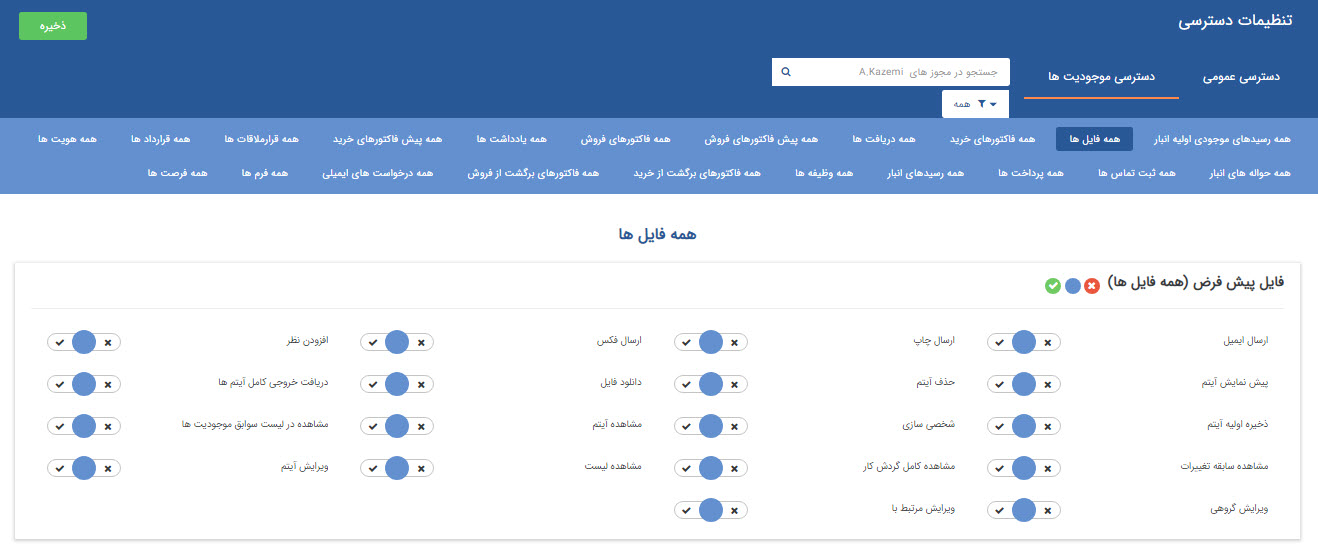 تنظیمات دسترسی
ذخیره
دسترسی عمومی
دسترسی موجودیت ها
جستجو در مجوز های A.Kazemi
همه
همه رسیدهای موجودی اولیه انبار همه فایل ها همه فاکتورهای خرید همه دریافت ها همه پیش فاکتورهای فروش همه فاکتورهای فروش همه یادداشت ها همه پیش فاکتورهای خرید همه قرارملاقات ها همه قرارداد ها همه هویت ها
همه حواله های انبار همه ثبت تماس ها همه پرداخت ها همه رسیدهای انبار همه وظیفه ها همه فاکتورهای برگشت از خرید همه فاکتورهای برگشت از فروش همه درخواست های ایمیلی همه فرم ها همه فرصت ها
همه فایل ها
فایل پیش فرض (همه فایل ها)
ارسال ایمیل ارسال چاپ ارسال فکس افزودن نظر
پیش نمایش آیتم حذف آیتم دانلود فایل دریافت خروجی کامل آیتم ها
ذخیره اولیه آیتم شخصی سازی مشاهده آیتم مشاهده در لیست سوابق موجودیت ها
مشاهده سابقه تغییرات مشاهده کامل گردش کار مشاهده لیست ویرایش آیتم
ویرایش گروهی ویرایش مرتبط با